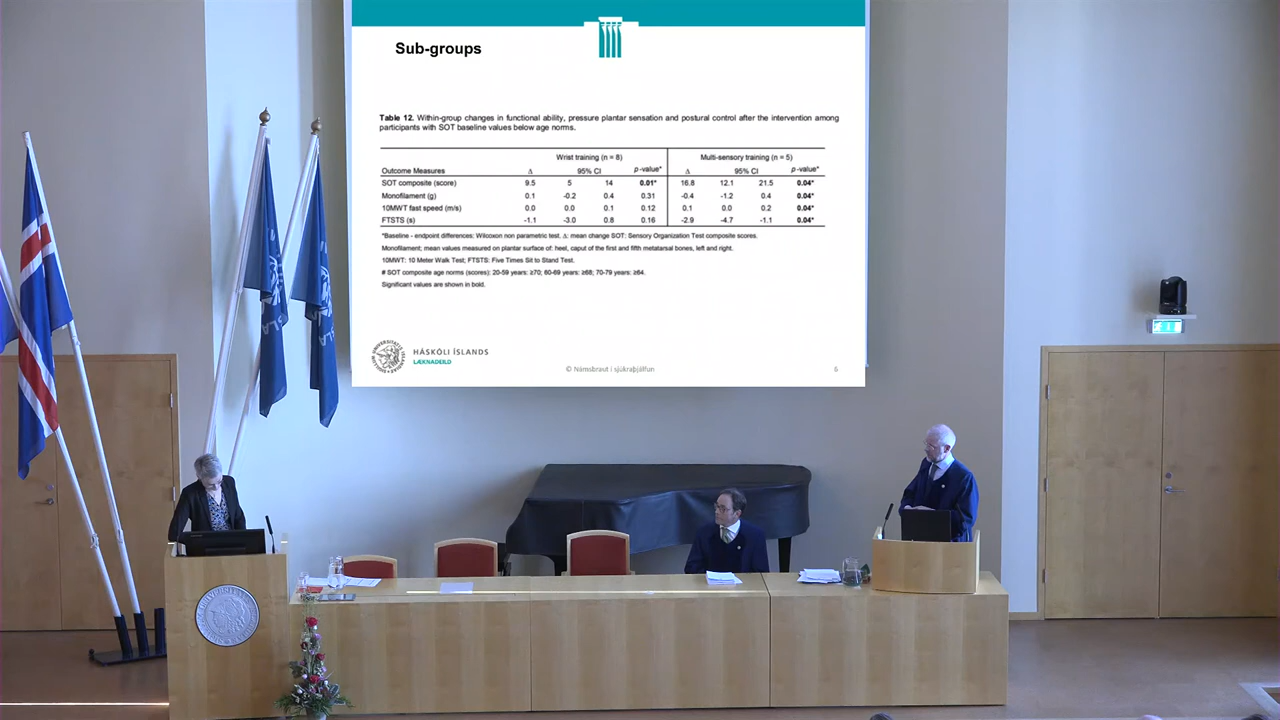 Sub-groups
Table 12. Within-group changes in functional ability, pressure plantar sensation and postural control after the intervention among
participants with SOT baseline values below age norms.
Wrist training (n = 8) Multi-sensory training (n = 5)
Outcome Measures Δ 95% CI p-value* Δ 95% CI p-value*
SOT composite (score) 9.5 5 14 0.01* 16.8 12.1 21.5 0.04*
Monofilament (g) 0.1 -0.2 0.4 0.31 -0.4 -1.2 0.4 0.04*
10MWT fast speed (m/s) 0.0 0.0 0.1 0.12 0.1 0.0 0.2 0.04*
FTSTS (s) -1.1 -3.0 0.8 0.16 -2.9 -4.7 -1.1 0.04*
*Baseline - endpoint differences: Wilcoxon non parametric test. Δ: mean change SOT: Sensory Organization Test composite scores.
Monofilament; mean values measured on plantar surface of: heel, caput of the first and fifth metatarsal bones, left and right.
10MWT: 10 Meter Walk Test; FTSTS: Five Times Sit to Stand Test.
# SOT composite age norms (scores): 20-59 years: ≥70; 60-69 years: ≥68; 70-79 years: ≥64.
Significant values are shown in bold.
HÁSKÓLI ÍSLANDS
LÆKNADEILD
© Námsbraut í sjúkraþjálfun
6